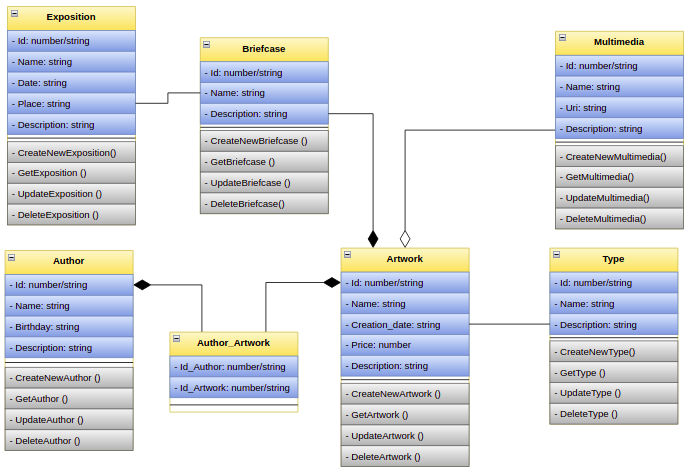 Exposition
- Id: number/string
- Name: string
- Date: string
- Place: string
- Description: string
- CreateNewExposition()
- GetExposition ()
- UpdateExposition ()
- DeleteExposition ()
Briefcase
- Id: number/string
- Name: string
- Description: string
- CreateNewBriefcase ()
- GetBriefcase ()
- UpdateBriefcase ()
- DeleteBriefcase()
Multimedia
- Id: number/string
- Name: string
- Uri: string
- Description: string
- CreateNewMultimedia()
- GetMultimedia()
- UpdateMultimedia()
- DeleteMultimedia()
Author
- Id: number/string
- Name: string
- Birthday: string
- Description: string
- CreateNewAuthor ()
- GetAuthor ()
- UpdateAuthor ()
- DeleteAuthor ()
Author_Artwork
- Id_Author: number/string
- Id_Artwork: number/string
Artwork
- Id: number/string
- Name: string
- Creation_date: string
- Price: number
- Description: string
- CreateNewArtwork ()
- GetArtwork ()
- UpdateArtwork ()
- DeleteArtwork ()
Type
- Id: number/string
- Name: string
- Description: string
- CreateNewType()
- GetType ()
- UpdateType ()
- DeleteType ()